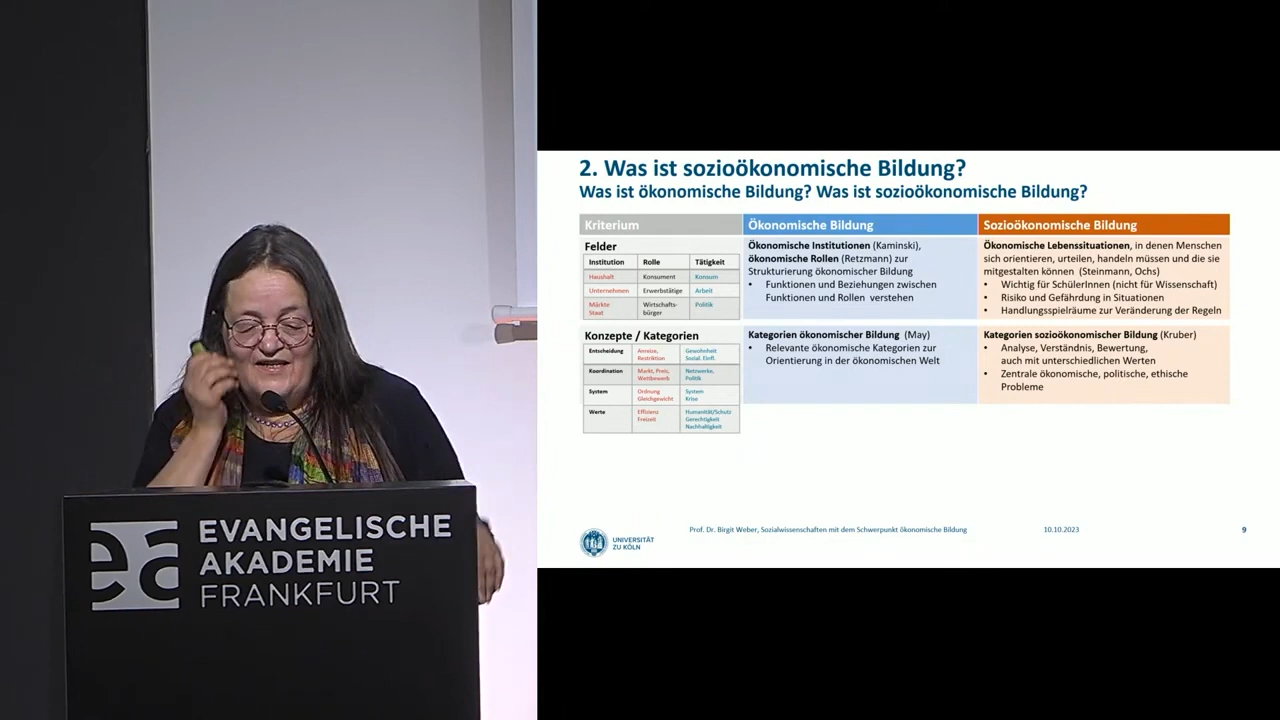 EVANGELISCHE
AKADEMIE
FRANKFURT
ea
2. Was ist sozioökonomische Bildung?
Was ist ökonomische Bildung? Was ist sozioökonomische Bildung?
Kriterium
Ökonomische Bildung
Sozioökonomische Bildung
Felder
Institution Rolle Tätigkeit
Haushalt Konsument Konsum
Unternehmen Erwerbstätige Arbeit
Märkte Wirtschafts- Politik
Staat bürger
Ökonomische Institutionen (Kaminski),
ökonomische Rollen (Retzmann) zur
Strukturierung ökonomischer Bildung
• Funktionen und Beziehungen zwischen
Funktionen und Rollen verstehen
Ökonomische Lebenssituationen, in denen Menschen
sich orientieren, urteilen, handeln müssen und die sie
mitgestalten können (Steinmann, Ochs)
• Wichtig für SchülerInnen (nicht für Wissenschaft)
• Risiko und Gefährdung in Situationen
• Handlungsspielräume zur Veränderung der Regeln
Konzepte / Kategorien
Entscheidung Anreize, Gewohnheit
Restriktion Sozial. Einfl.
Koordination Markt, Preis, Netzwerke,
Wettbewerb Politik
System Ordnung System
Gleichgewicht Krise
Werte Effizienz Humanität/Schutz
Freizeit Gerechtigkeit
Nachhaltigkeit
Kategorien ökonomischer Bildung (May)
• Relevante ökonomische Kategorien zur
Orientierung in der ökonomischen Welt
Kategorien sozioökonomischer Bildung (Kruber)
• Analyse, Verständnis, Bewertung,
auch mit unterschiedlichen Werten
• Zentrale ökonomische, politische, ethische
Probleme
UNIVERSITÄT
ZU KÖLN
Prof. Dr. Birgit Weber, Sozialwissenschaften mit dem Schwerpunkt ökonomische Bildung
10.10.2023
9